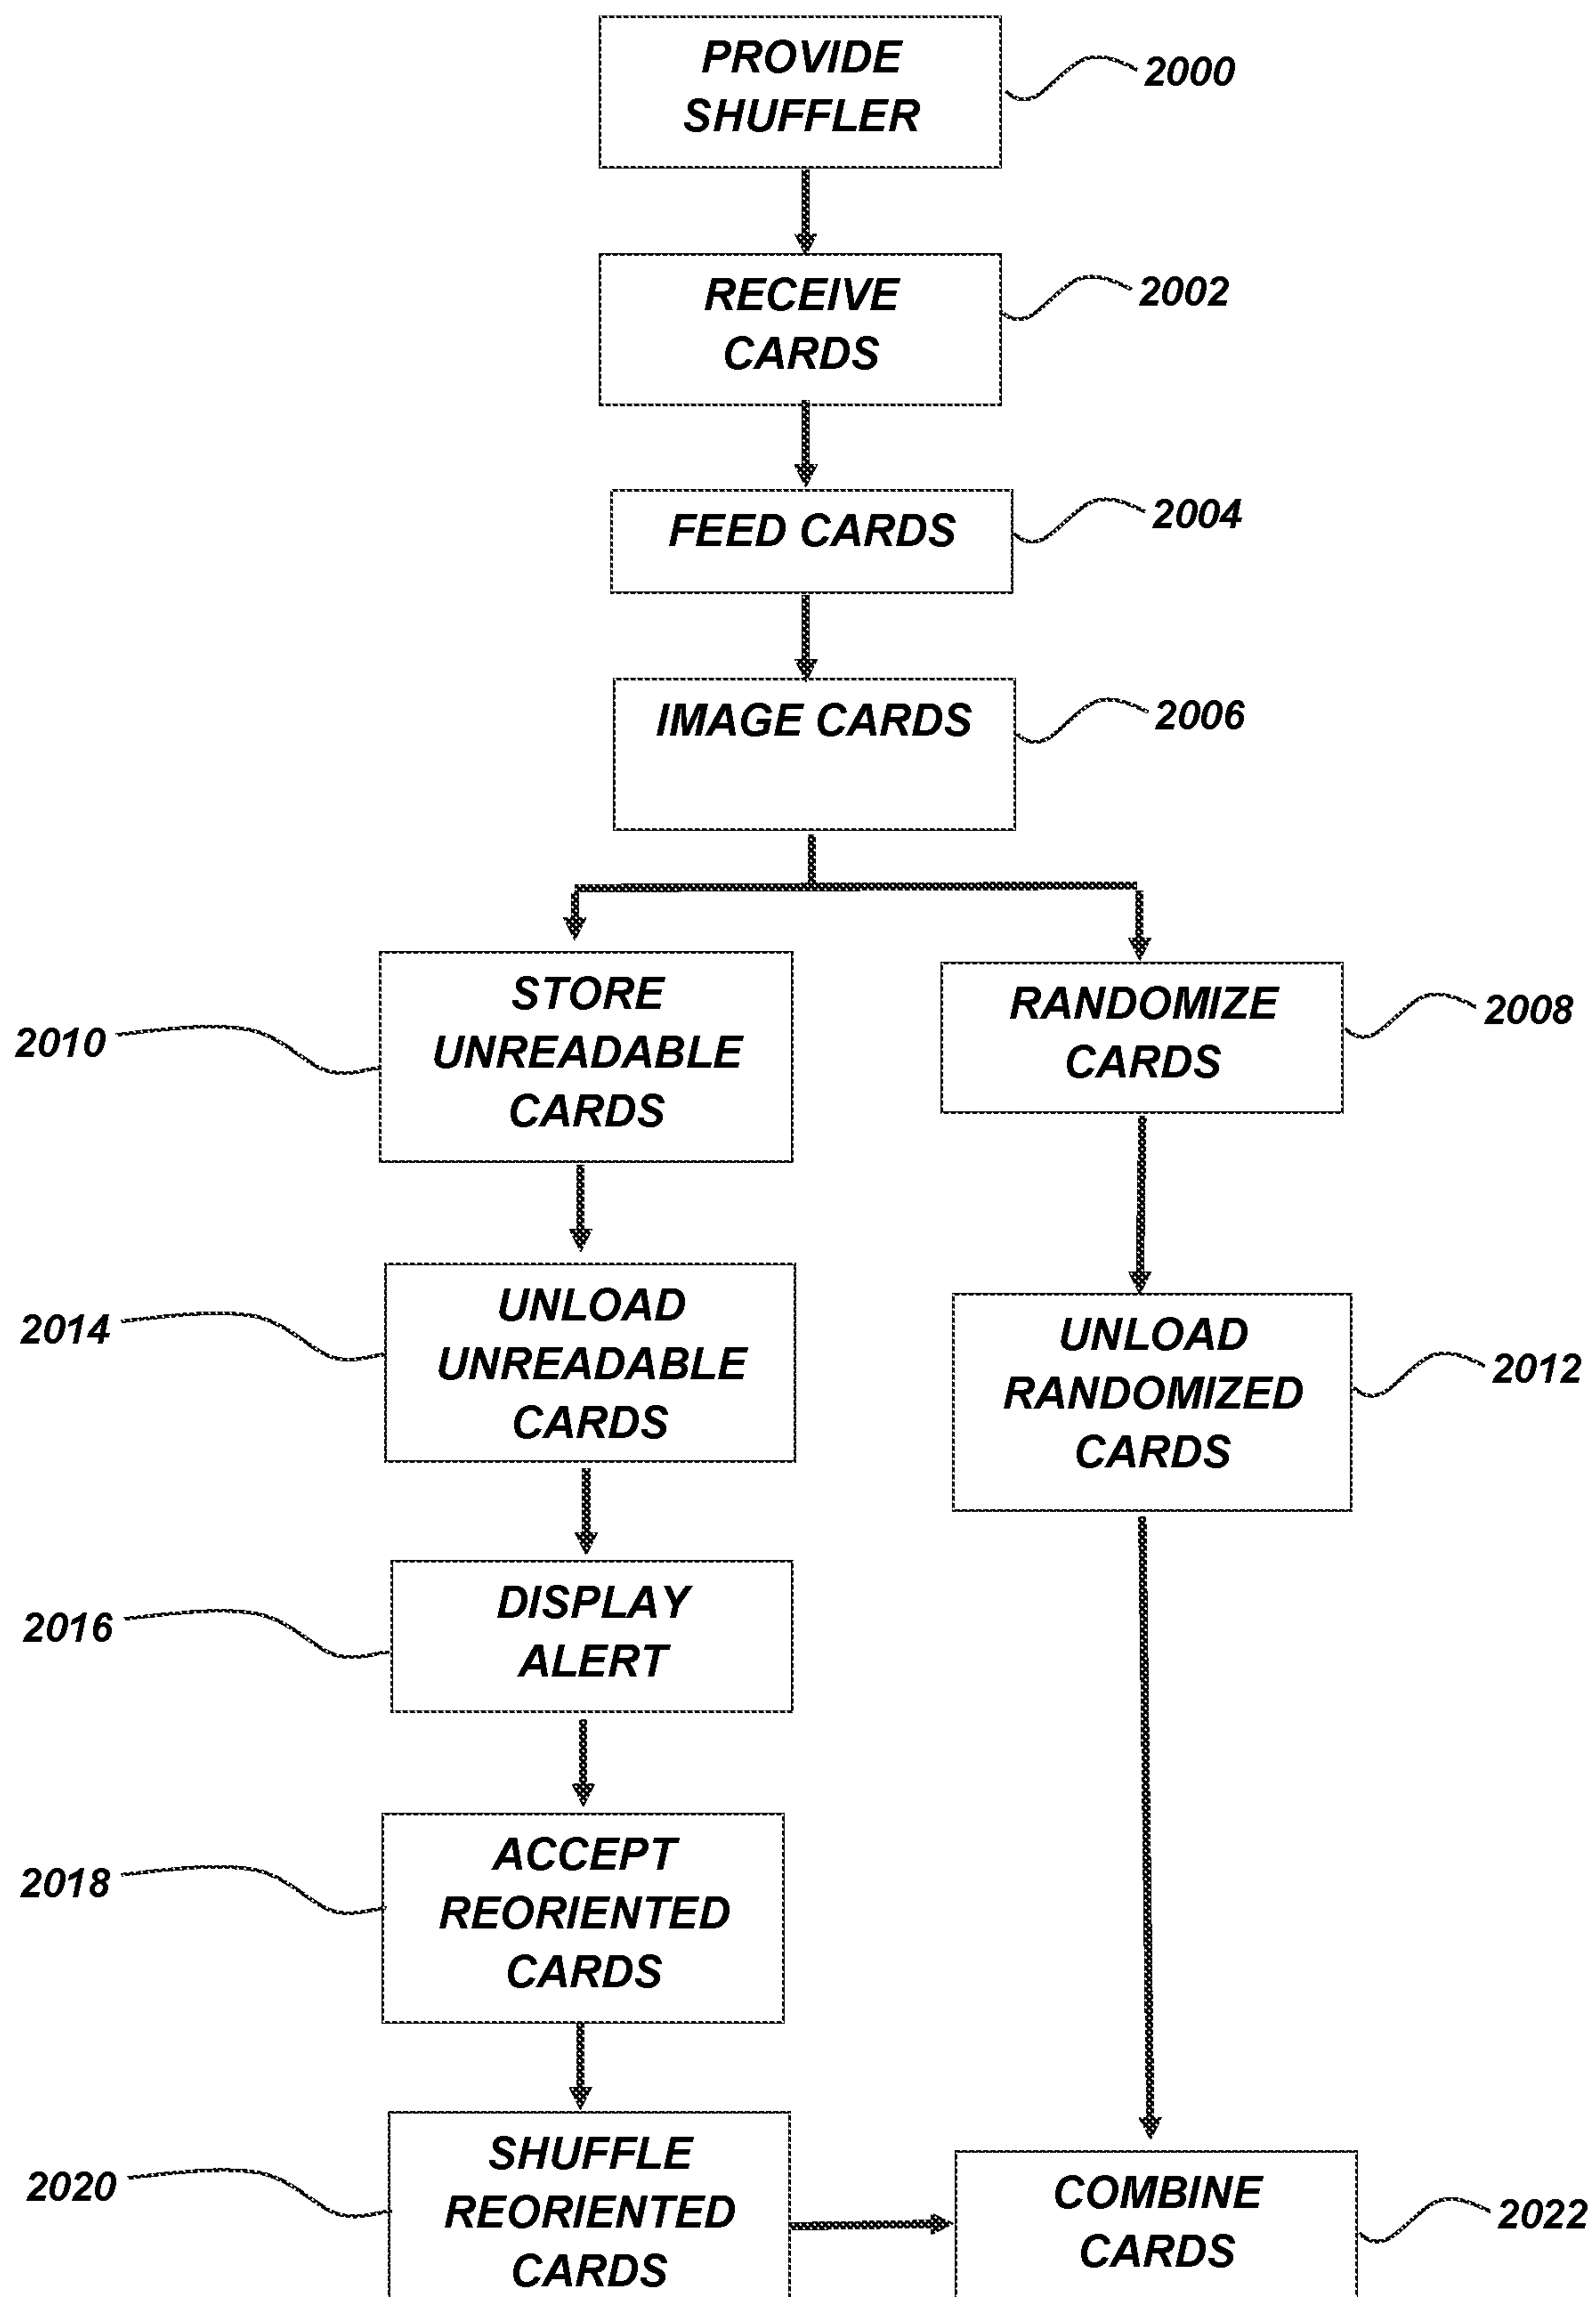 PROVIDE
SHUFFLER
2000
RECEIVE
CARDS
2002
FEED CARDS
2004
IMAGE CARDS
2006
STORE
UNREADABLE
CARDS
2010
RANDOMIZE
CARDS
2008
UNLOAD
UNREADABLE
CARDS
2014
UNLOAD
RANDOMIZED
CARDS
2012
DISPLAY
ALERT
2016
ACCEPT
REORIENTED
CARDS
2018
SHUFFLE
REORIENTED
CARDS
2020
COMBINE
CARDS
2022